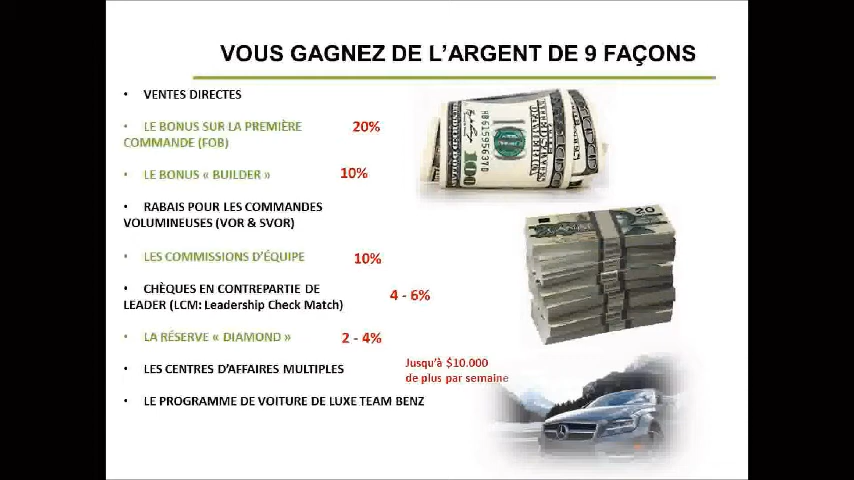 VOUS GAGNEZ DE L'ARGENT DE 9 FAÇONS
• VENTES DIRECTES
• LE BONUS SUR LA PREMIÈRE 20%
COMMANDE (FOB)
• LE BONUS « BUILDER » 10%
• RABAIS POUR LES COMMANDES
VOLUMINEUSES (VOR & SVOR)
• LES COMMISSIONS D'ÉQUIPE 10%
• CHÈQUES EN CONTREPARTIE DE
LEADER (LCM: Leadership Check Match) 4 - 6%
• LA RÉSERVE « DIAMOND » 2 - 4%
• LES CENTRES D'AFFAIRES MULTIPLES
Jusqu'à $10.000
de plus par semaine
• LE PROGRAMME DE VOITURE DE LUXE TEAM BENZ
100
20